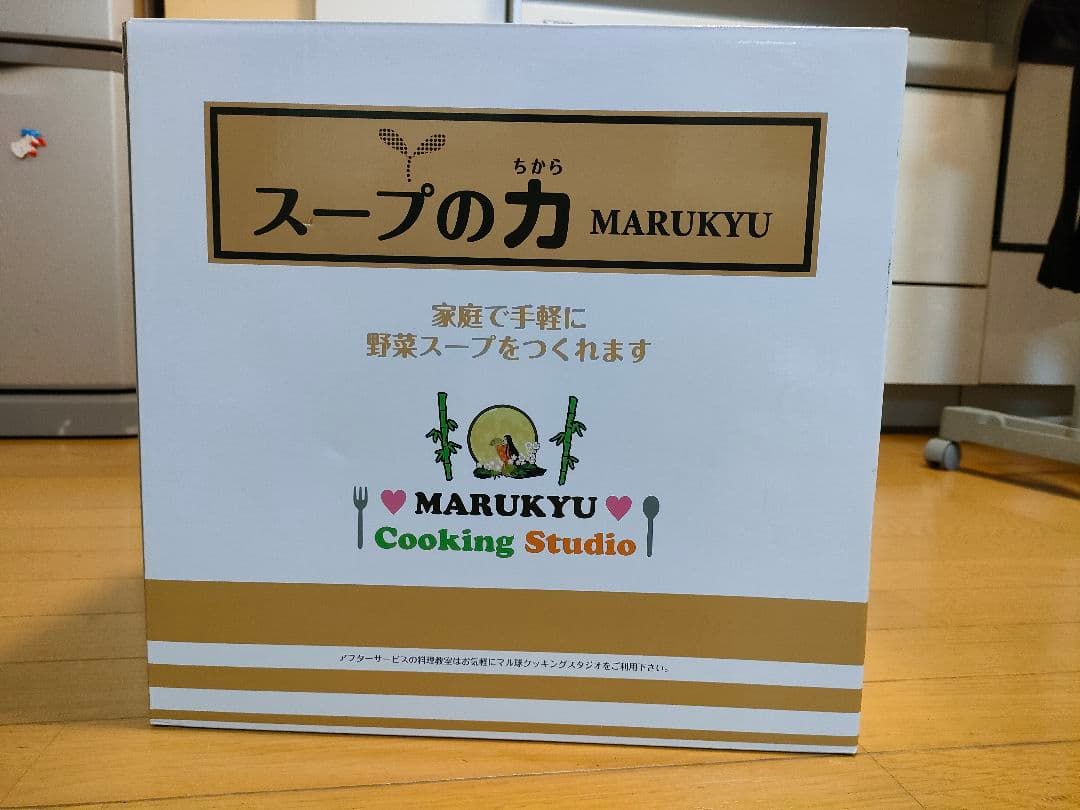 ちから
スープの力 MARUKYU
家庭で手軽に
野菜スープをつくれます
MARUKYU
Cooking Studio
アフターサービスの料理教室はお気軽にマル球クッキングスタジオをご利用下さい。